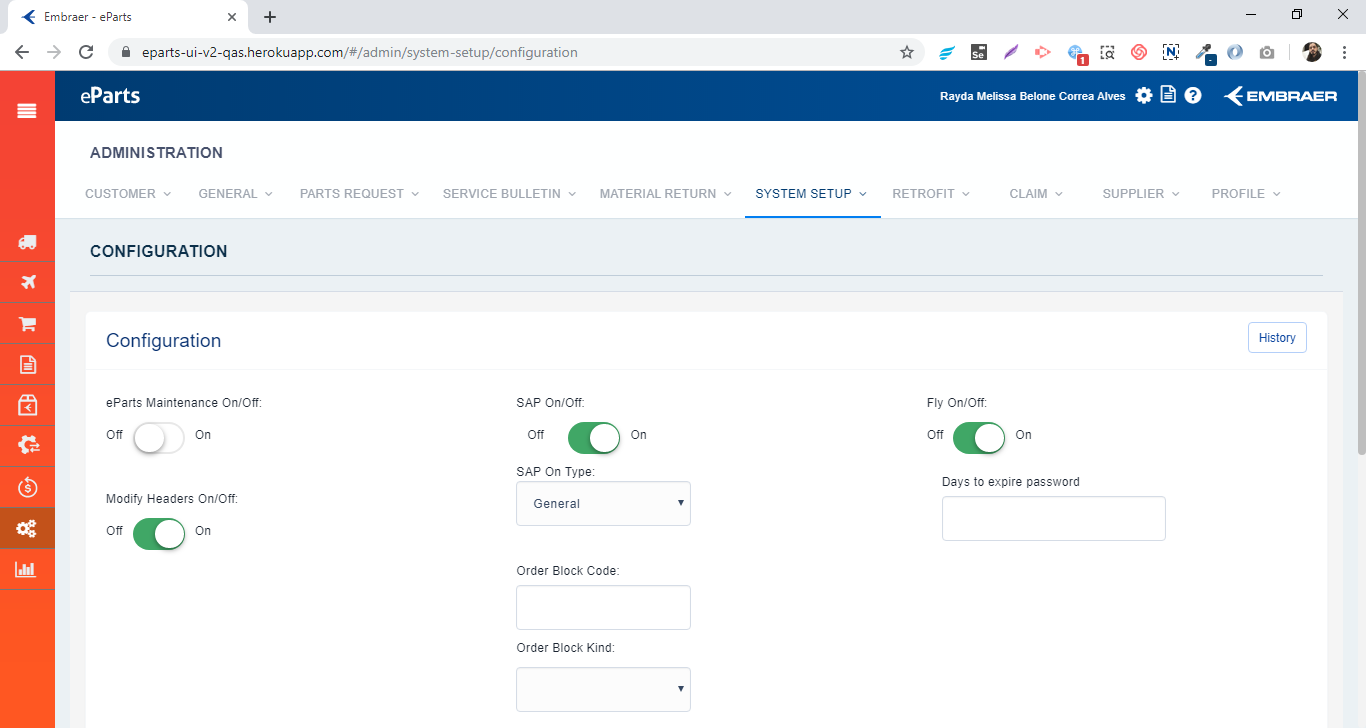 Embraer - eParts
eparts-ui-v2-qas.herokuapp.com/#/admin/system-setup/configuration
Se
1
N
-
eParts
Rayda Melissa Belone Correa Alves
EMBRAER
ADMINISTRATION
CUSTOMER GENERAL PARTS REQUEST SERVICE BULLETIN MATERIAL RETURN SYSTEM SETUP RETROFIT CLAIM SUPPLIER PROFILE
CONFIGURATION
Configuration
History
eParts Maintenance On/Off: SAP On/Off: Fly On/Off:
Off On Off On Off On
SAP On Type:
General
Days to expire password
Modify Headers On/Off:
Off On
Order Block Code:
Order Block Kind: